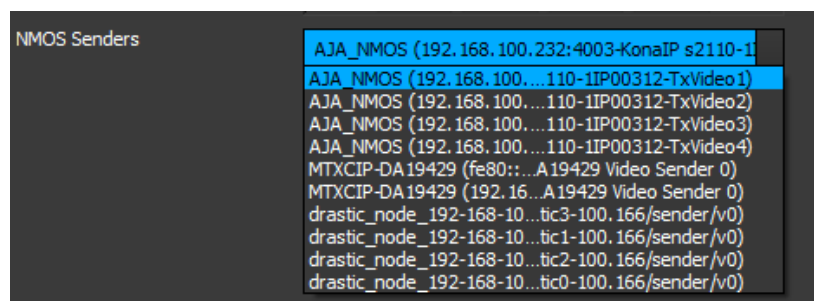 NMOS Senders
AJA_NMOS (192.168.100.232:4003-KonaIP s2110-1
AJA_NMOS (192.168.100....110-1IP00312-TxVideo1)
AJA_NMOS (192.168.100....110-1IP00312-TxVideo2)
AJA_NMOS (192.168.100....110-1IP00312-TxVideo3)
AJA_NMOS (192.168.100....110-1IP00312-TxVideo4)
MTXCIP-DA19429 (fe80::...A19429 Video Sender 0)
MTXCIP-DA19429 (192.16...A19429 Video Sender 0)
drastic_node_192-168-10...tic3-100.166/sender/v0)
drastic_node_192-168-10...tic1-100.166/sender/v0)
drastic_node_192-168-10...tic2-100.166/sender/v0)
drastic_node_192-168-10...tic0-100.166/sender/v0)